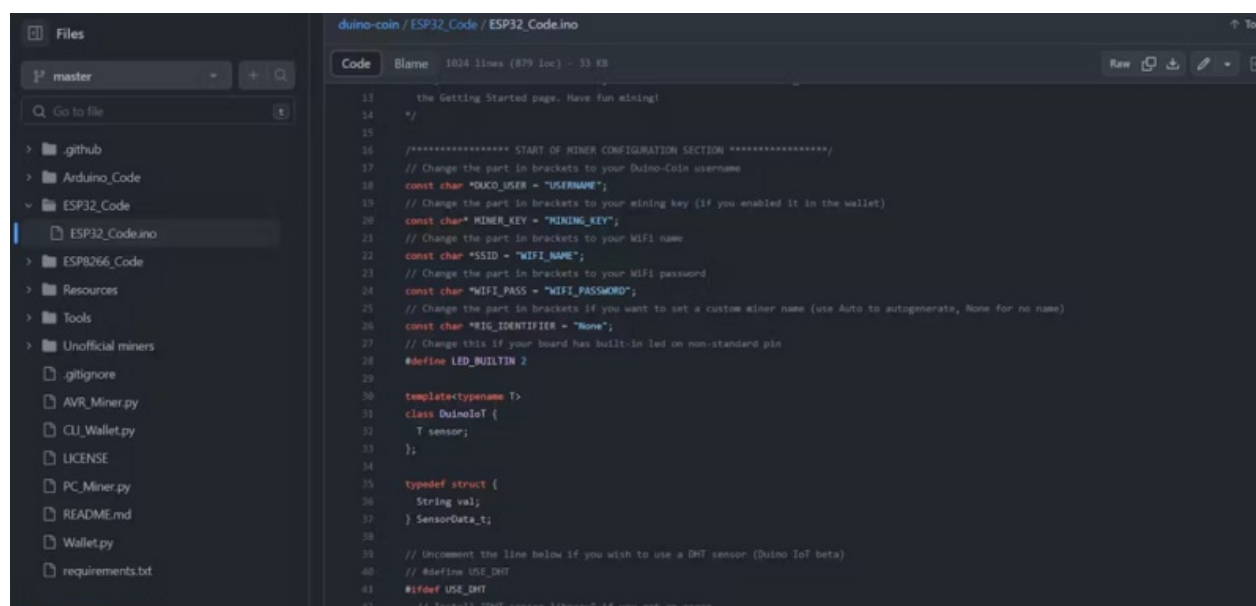 Files
master
Go to file
t
.github
Arduino_Code
ESP32_Code
ESP32_Code.ino
ESP8266_Code
Resources
Tools
Unofficial miners
.gitignore
AVR_Miner.py
CLI_Wallet.py
LICENSE
PC_Miner.py
README.md
Wallet.py
requirements.txt
duino-coin / ESP32_Code / ESP32_Code.ino
To
Code Blame 1024 lines (879 loc) · 33 KB Raw
13 the Getting Started page. Have fun mining!
14 */
15
16 /***************** START OF MINER CONFIGURATION SECTION *****************/
17 // Change the part in brackets to your Duino-Coin username
18 const char *DUCO_USER = "USERNAME";
19 // Change the part in brackets to your mining key (if you enabled it in the wallet)
20 const char* MINER_KEY = "MINING_KEY";
21 // Change the part in brackets to your WiFi name
22 const char *SSID = "WIFI_NAME";
23 // Change the part in brackets to your WiFi password
24 const char *WIFI_PASS = "WIFI_PASSWORD";
25 // Change the part in brackets if you want to set a custom miner name (use Auto to autogenerate, None for no name)
26 const char *RIG_IDENTIFIER = "None";
27 // Change this if your board has built-in led on non-standard pin
28 #define LED_BUILTIN 2
29
30 template<typename T>
31 class DuinoIoT {
32 T sensor;
33 };
34
35 typedef struct {
36 String val;
37 } SensorData_t;
38
39 // Uncomment the line below if you wish to use a DHT sensor (Duino IoT beta)
40 // #define USE_DHT
41 #ifdef USE_DHT